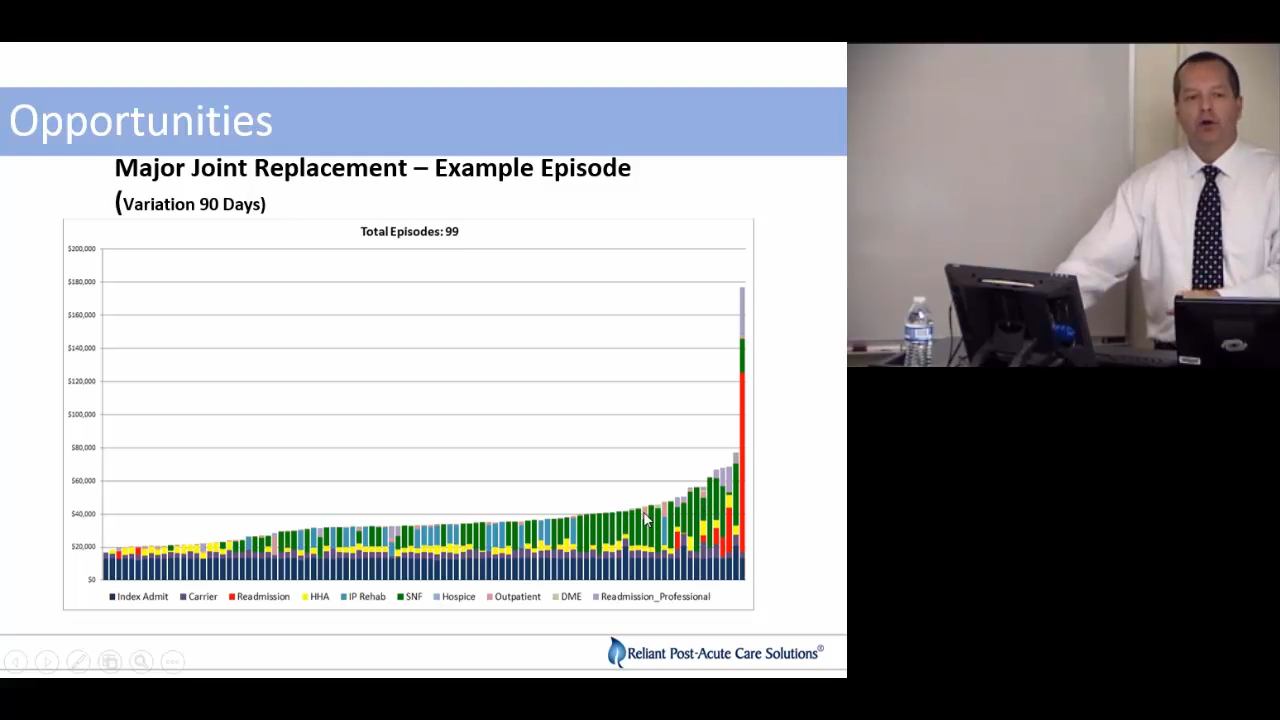 Opportunities
Major Joint Replacement – Example Episode
(Variation 90 Days)
Total Episodes: 99
$200,000
$180,000
$160,000
$140,000
$120,000
$100,000
$80,000
$60,000
$40,000
$20,000
$0
Index Admit Carrier Readmission HHA IP Rehab SNF Hospice Outpatient DME Readmission_Professional
Reliant Post-Acute Care Solutions®